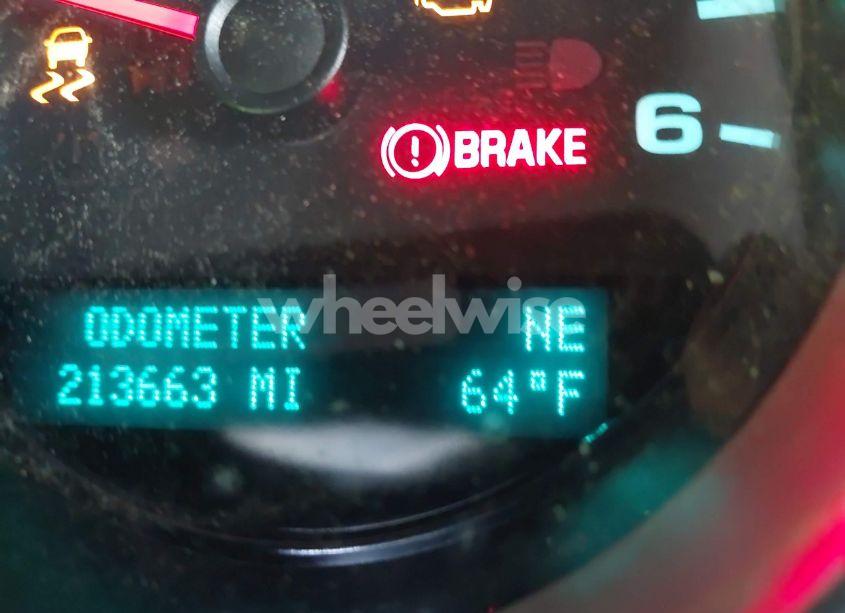 BRAKE
6
wheelwise
ODOMETER NE
213663 MI 64°F